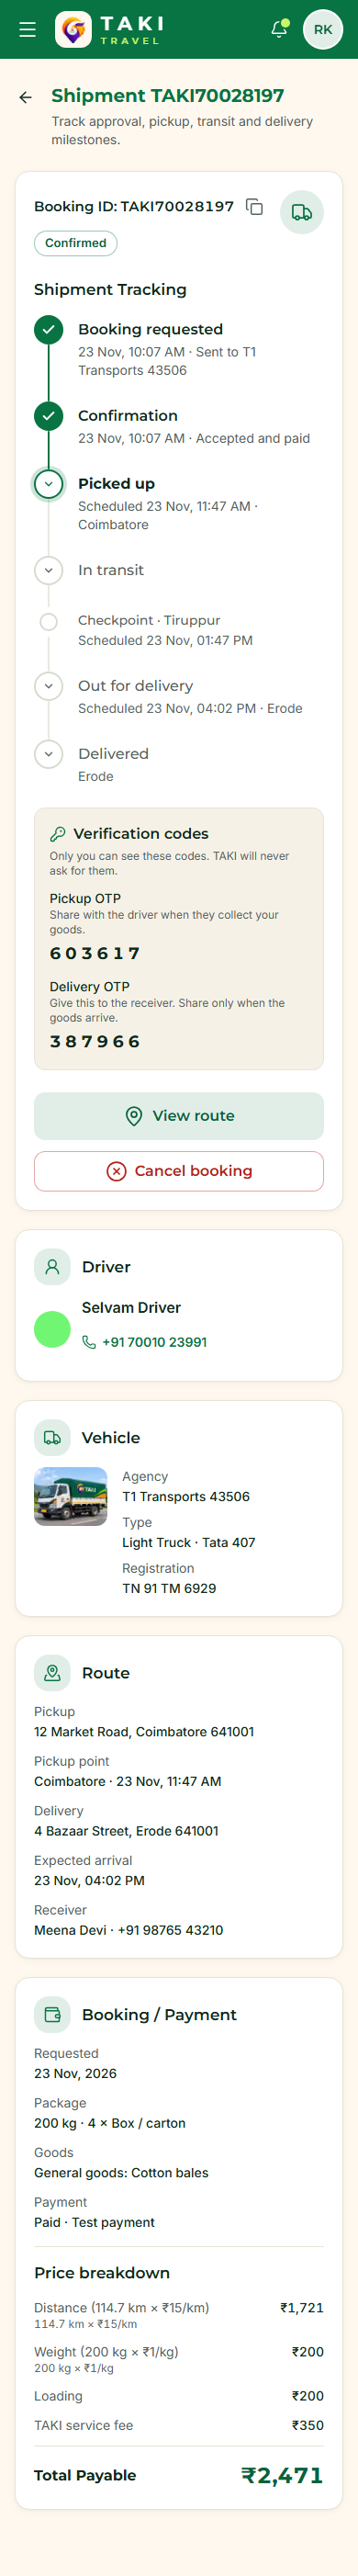 TAKI
TRAVEL
RK
Shipment TAKI70028197
Track approval, pickup, transit and delivery
milestones.
Booking ID: TAKI70028197
Confirmed
Shipment Tracking
Booking requested
23 Nov, 10:07 AM · Sent to T1
Transports 43506
Confirmation
23 Nov, 10:07 AM · Accepted and paid
Picked up
Scheduled 23 Nov, 11:47 AM ·
Coimbatore
In transit
Checkpoint · Tiruppur
Scheduled 23 Nov, 01:47 PM
Out for delivery
Scheduled 23 Nov, 04:02 PM · Erode
Delivered
Erode
Verification codes
Only you can see these codes. TAKI will never
ask for them.
Pickup OTP
Share with the driver when they collect your
goods.
603617
Delivery OTP
Give this to the receiver. Share only when the
goods arrive.
387966
View route
Cancel booking
Driver
Selvam Driver
+91 70010 23991
Vehicle
TAKI
Agency
T1 Transports 43506
Type
Light Truck · Tata 407
Registration
TN 91 TM 6929
Route
Pickup
12 Market Road, Coimbatore 641001
Pickup point
Coimbatore · 23 Nov, 11:47 AM
Delivery
4 Bazaar Street, Erode 641001
Expected arrival
23 Nov, 04:02 PM
Receiver
Meena Devi · +91 98765 43210
Booking / Payment
Requested
23 Nov, 2026
Package
200 kg · 4 × Box / carton
Goods
General goods: Cotton bales
Payment
Paid · Test payment
Price breakdown
Distance (114.7 km × ₹15/km) ₹1,721
114.7 km × ₹15/km
Weight (200 kg × ₹1/kg) ₹200
200 kg × ₹1/kg
Loading ₹200
TAKI service fee ₹350
Total Payable ₹2,471